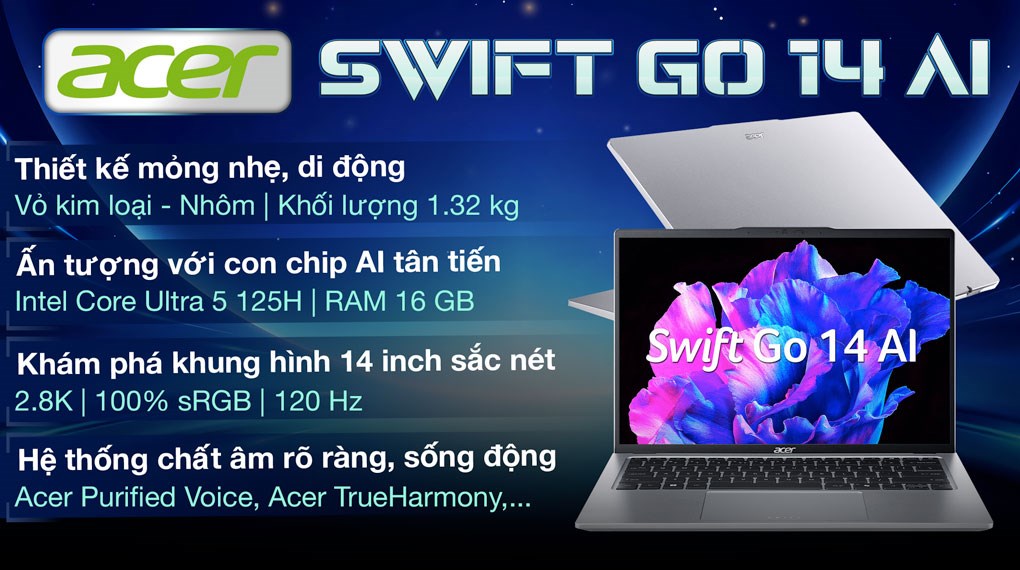 acer
SWIFT GO 14 AI
Thiết kế mỏng nhẹ, di động
Vỏ kim loại - Nhôm | Khối lượng 1.32 kg
Ấn tượng với con chip AI tân tiến
Intel Core Ultra 5 125H | RAM 16 GB
Khám phá khung hình 14 inch sắc nét
2.8K | 100% sRGB | 120 Hz
Hệ thống chất âm rõ ràng, sống động
Acer Purified Voice, Acer TrueHarmony,...
acer
Swift Go 14 AI
acer